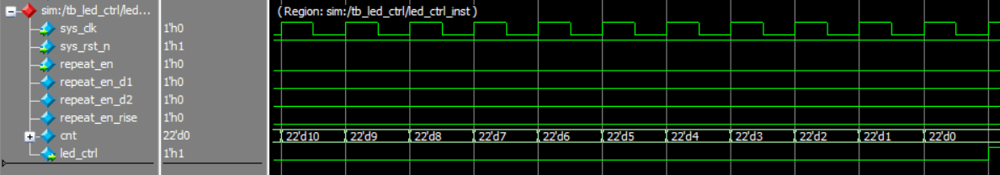 sim:/tb_led_ctrl/led... (Region: sim:/tb_led_ctrl/led_ctrl_inst)
sys_clk 1'h0
sys_rst_n 1'h1
repeat_en 1'h0
repeat_en_d1 1'h0
repeat_en_d2 1'h0
repeat_en_rise 1'h0
cnt 22'd0 22'd10 22'd9 22'd8 22'd7 22'd6 22'd5 22'd4 22'd3 22'd2 22'd1 22'd0
led_ctrl 1'h1